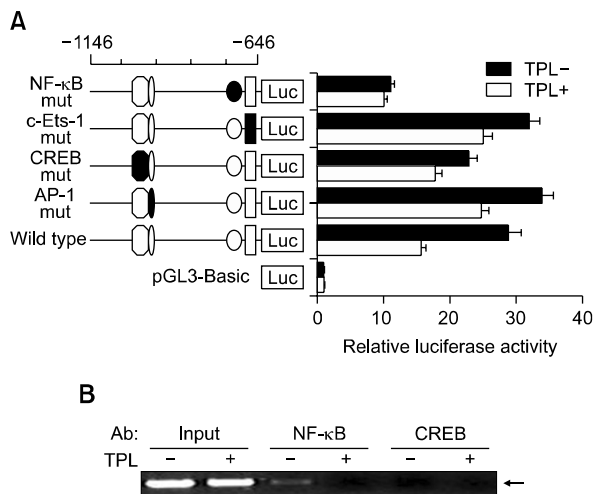 A
−1146 −646
TPL−
TPL+
NF-κB
mut
Luc
c-Ets-1
mut
Luc
CREB
mut
Luc
AP-1
mut
Luc
Wild type
Luc
pGL3-Basic
Luc
0 10 20 30 40
Relative luciferase activity
B
Ab: Input NF-κB CREB
TPL − + − + − +